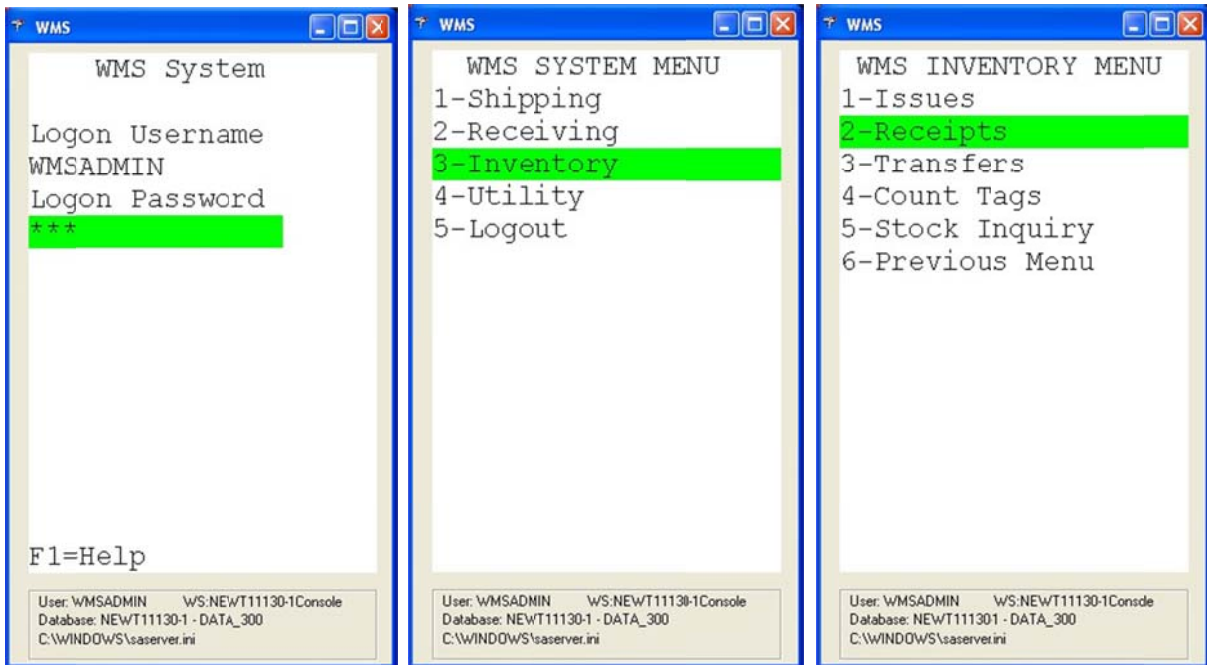 WMS
WMS System
Logon Username
WMSADMIN
Logon Password
***
F1=Help
User: WMSADMIN WS:NEWT11130-1Console
Database: NEWT11130-1 - DATA_300
C:\WINDOWS\saserver.ini
WMS
WMS SYSTEM MENU
1-Shipping
2-Receiving
3-Inventory
4-Utility
5-Logout
User: WMSADMIN WS:NEWT11130-1Console
Database: NEWT11130-1 - DATA_300
C:\WINDOWS\saserver.ini
WMS
WMS INVENTORY MENU
1-Issues
2-Receipts
3-Transfers
4-Count Tags
5-Stock Inquiry
6-Previous Menu
User: WMSADMIN WS:NEWT11130-1Console
Database: NEWT111301 - DATA_300
C:\WINDOWS\saserver.ini